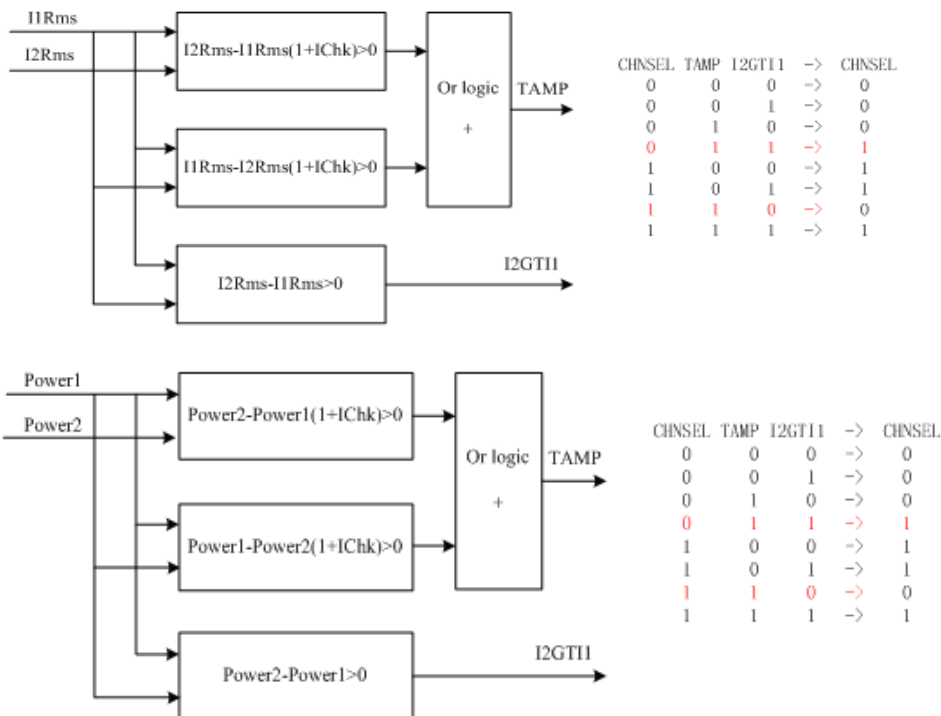 I1Rms
I2Rms
I2Rms-I1Rms(1+IChk)>0
I1Rms-I2Rms(1+IChk)>0
I2Rms-I1Rms>0
Or logic
+
TAMP
I2GTI1
CHNSEL TAMP I2GTI1 -> CHNSEL
0 0 0 -> 0
0 0 1 -> 0
0 1 0 -> 0
0 1 1 -> 1
1 0 0 -> 1
1 0 1 -> 1
1 1 0 -> 0
1 1 1 -> 1
Power1
Power2
Power2-Power1(1+IChk)>0
Power1-Power2(1+IChk)>0
Power2-Power1>0
Or logic
+
TAMP
I2GTI1
CHNSEL TAMP I2GTI1 -> CHNSEL
0 0 0 -> 0
0 0 1 -> 0
0 1 0 -> 0
0 1 1 -> 1
1 0 0 -> 1
1 0 1 -> 1
1 1 0 -> 0
1 1 1 -> 1